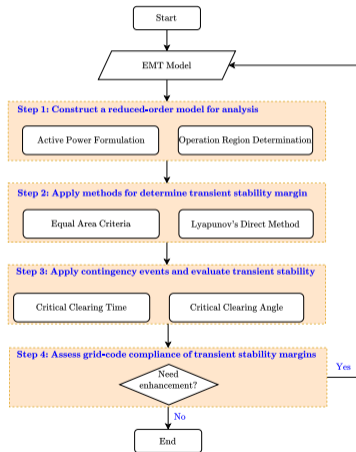 Start
EMT Model
Step 1: Construct a reduced-order model for analysis
Active Power Formulation
Operation Region Determination
Step 2: Apply methods for determine transient stability margin
Equal Area Criteria
Lyapunov's Direct Method
Step 3: Apply contingency events and evaluate transient stability
Critical Clearing Time
Critical Clearing Angle
Step 4: Assess grid-code compliance of transient stability margins
Need
enhancement?
Yes
No
End